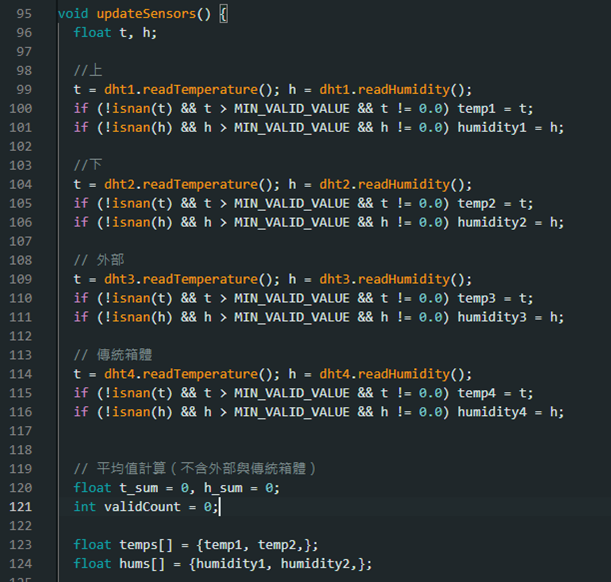 95 void updateSensors() {
96 float t, h;
97
98 //上
99 t = dht1.readTemperature(); h = dht1.readHumidity();
100 if (!isnan(t) && t > MIN_VALID_VALUE && t != 0.0) temp1 = t;
101 if (!isnan(h) && h > MIN_VALID_VALUE && h != 0.0) humidity1 = h;
102
103 //下
104 t = dht2.readTemperature(); h = dht2.readHumidity();
105 if (!isnan(t) && t > MIN_VALID_VALUE && t != 0.0) temp2 = t;
106 if (!isnan(h) && h > MIN_VALID_VALUE && h != 0.0) humidity2 = h;
107
108 // 外部
109 t = dht3.readTemperature(); h = dht3.readHumidity();
110 if (!isnan(t) && t > MIN_VALID_VALUE && t != 0.0) temp3 = t;
111 if (!isnan(h) && h > MIN_VALID_VALUE && h != 0.0) humidity3 = h;
112
113 // 傳統箱體
114 t = dht4.readTemperature(); h = dht4.readHumidity();
115 if (!isnan(t) && t > MIN_VALID_VALUE && t != 0.0) temp4 = t;
116 if (!isnan(h) && h > MIN_VALID_VALUE && h != 0.0) humidity4 = h;
117
118
119 // 平均值計算（不含外部與傳統箱體）
120 float t_sum = 0, h_sum = 0;
121 int validCount = 0;
122
123 float temps[] = {temp1, temp2,};
124 float hums[] = {humidity1, humidity2,};